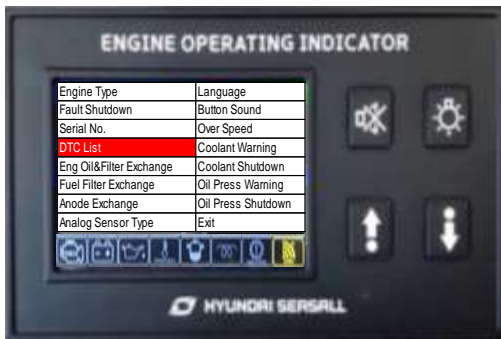 ENGINE OPERATING INDICATOR
Engine Type
Language
Fault Shutdown
Button Sound
Serial No.
Over Speed
DTC List
Coolant Warning
Eng Oil&Filter Exchange
Coolant Shutdown
Fuel Filter Exchange
Oil Press Warning
Anode Exchange
Oil Press Shutdown
Analog Sensor Type
Exit
HYUNDAI SEASALL